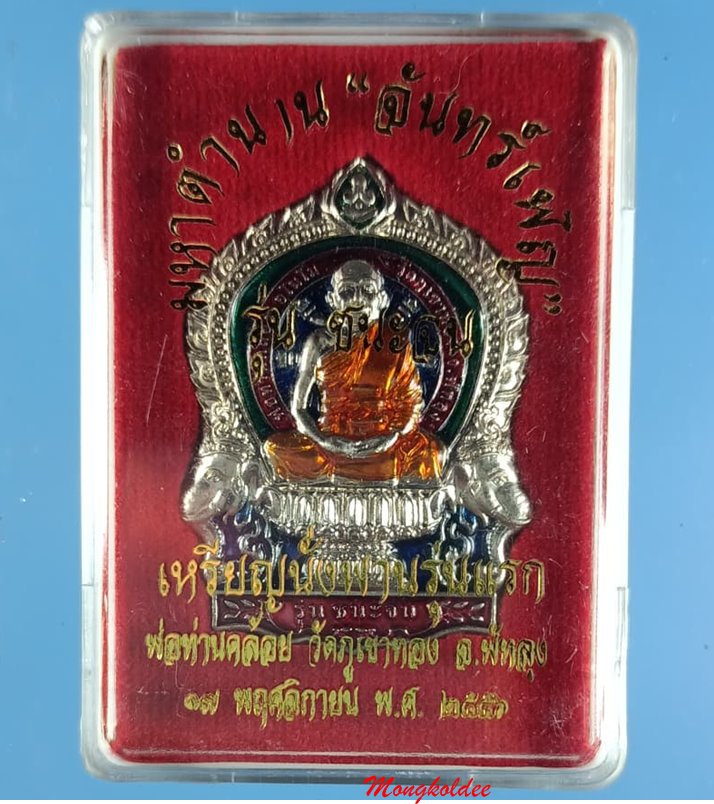 มหาตำนาน "จันทร์เพ็ญ"
รุ่น ชนะจน
เหรียญนั่งพานรุ่นแรก
รุ่น ชนะจน
พ่อท่านคล้อย วัดภูเขาทอง จ.พัทลุง
๑๗ พฤศจิกายน พ.ศ. ๒๕๕๖
Mongkoldee